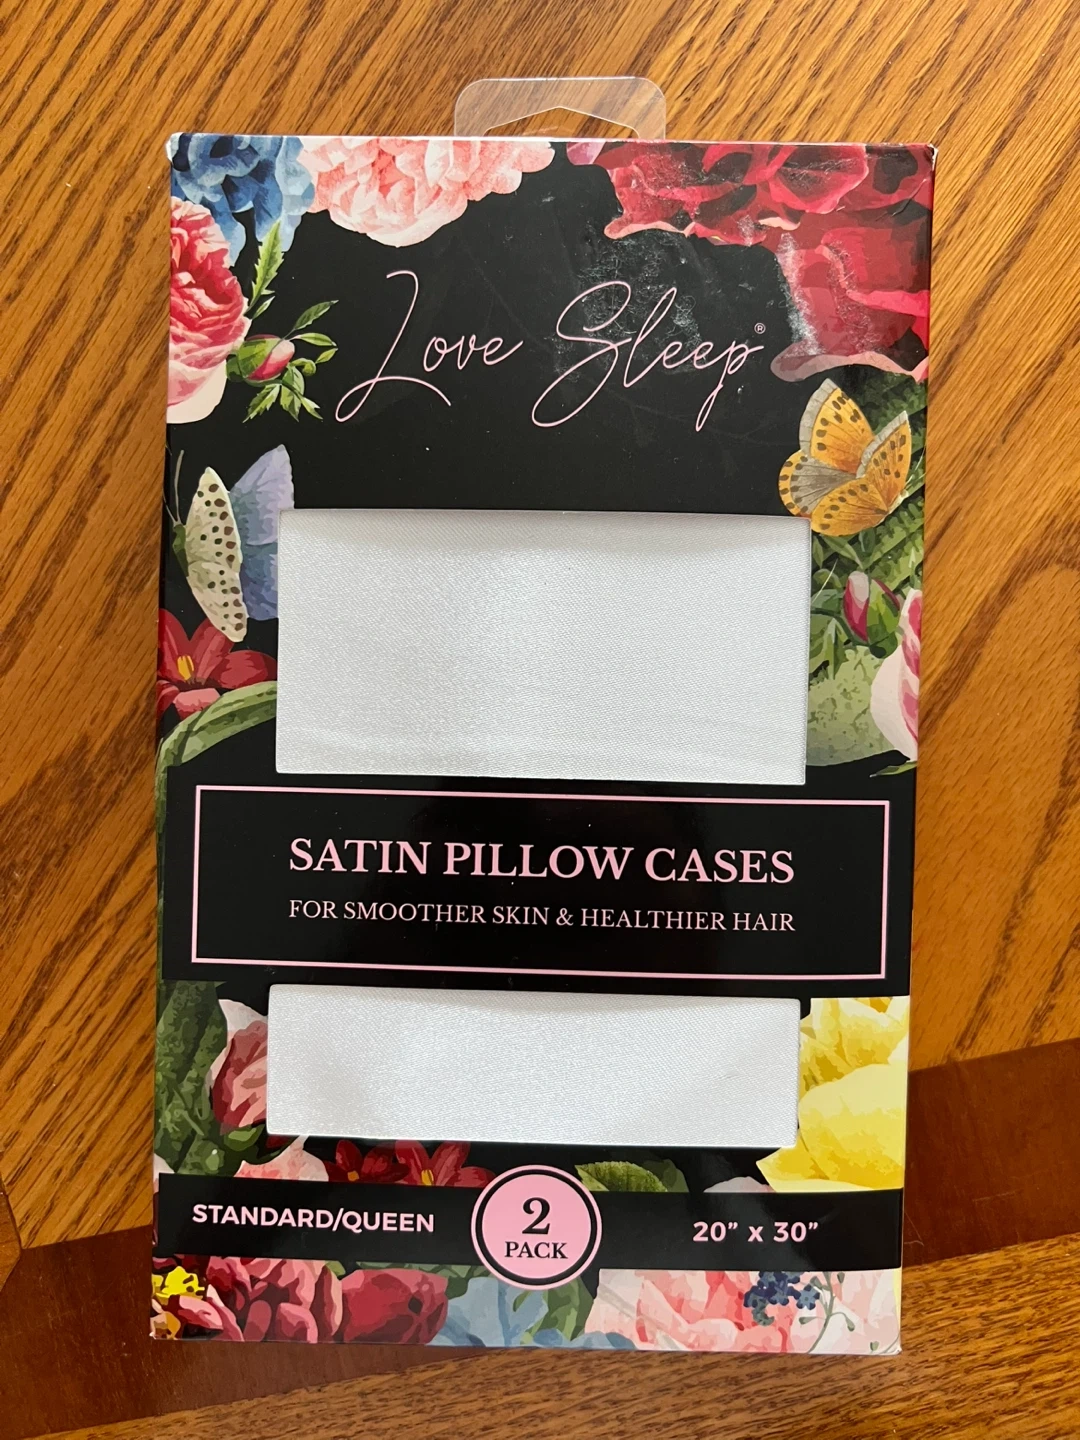 Love Sleep®
SATIN PILLOW CASES
FOR SMOOTHER SKIN & HEALTHIER HAIR
STANDARD/QUEEN
2
PACK
20” x 30”